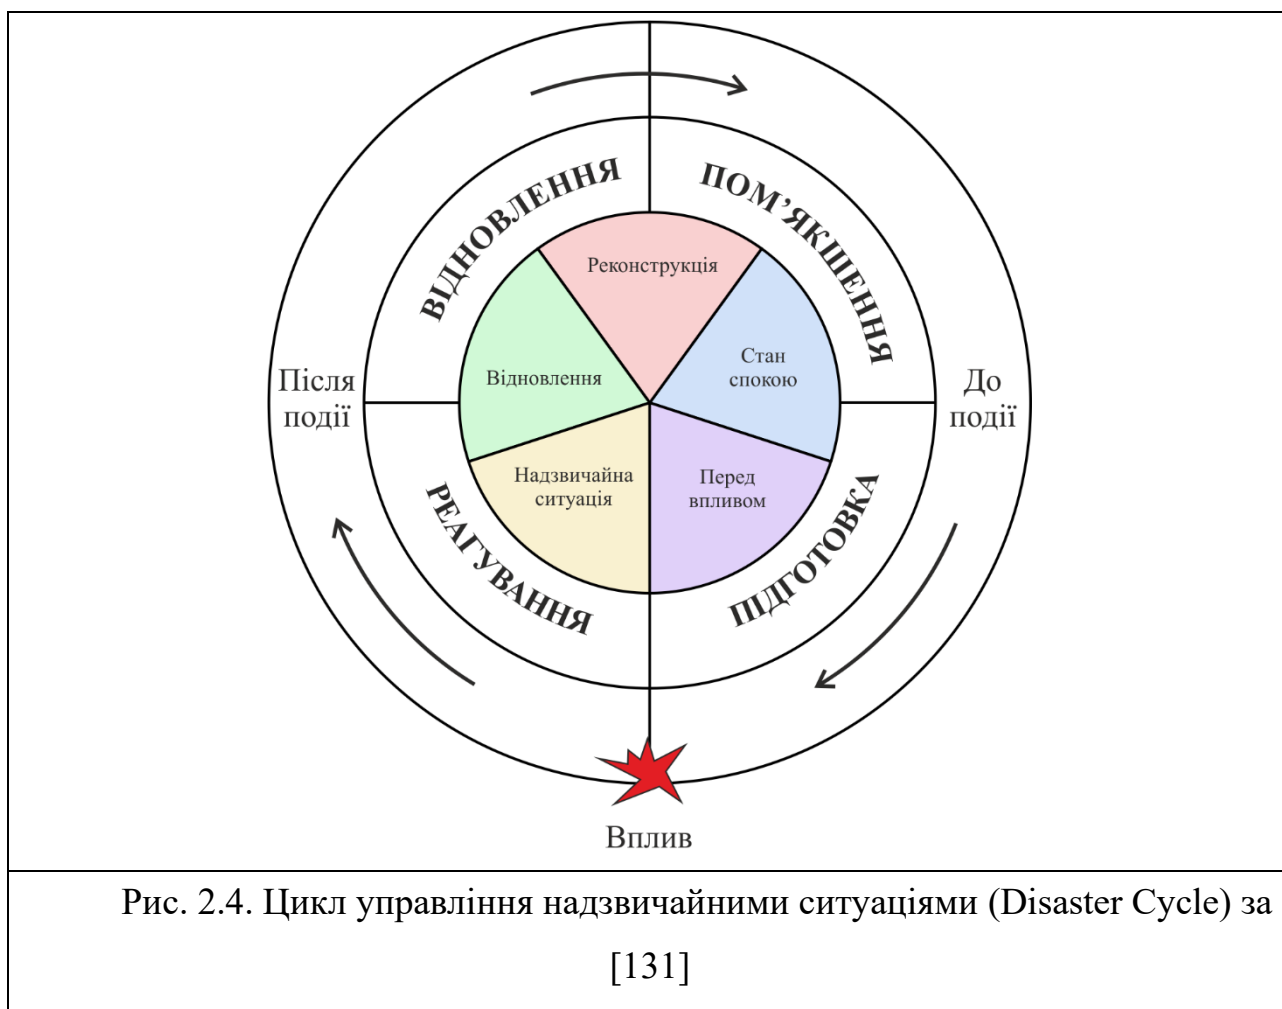 ВІДНОВЛЕННЯ
ПОМ’ЯКШЕННЯ
Реконструкція
Стан
спокою
Відновлення
Після
події
До
події
Надзвичайна
ситуація
Перед
впливом
РЕАГУВАННЯ
ПІДГОТОВКА
Вплив
Рис. 2.4. Цикл управління надзвичайними ситуаціями (Disaster Cycle) за
[131]